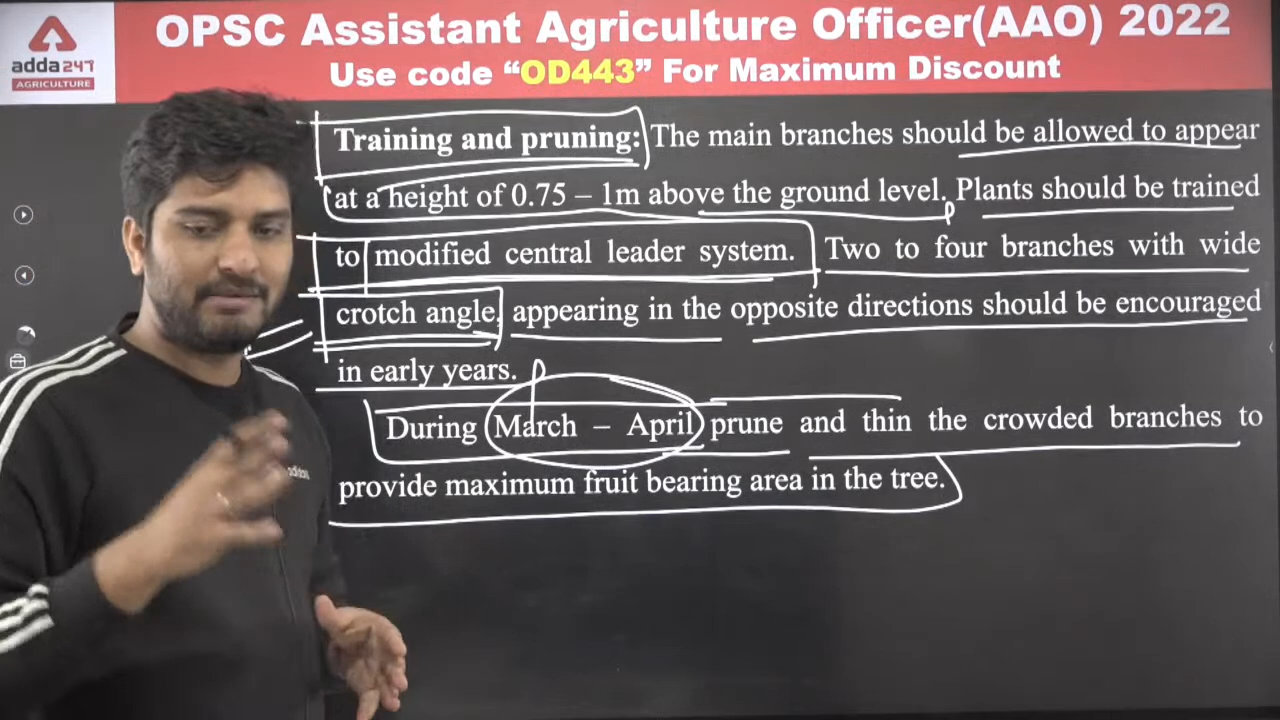 OPSC Assistant Agriculture Officer(AAO) 2022
adda247
AGRICULTURE
Use code “OD443” For Maximum Discount
Training and pruning: The main branches should be allowed to appear
at a height of 0.75 – 1m above the ground level. Plants should be trained
to modified central leader system. Two to four branches with wide
crotch angle, appearing in the opposite directions should be encouraged
in early years.
During March – April prune and thin the crowded branches to
provide maximum fruit bearing area in the tree.
adidas